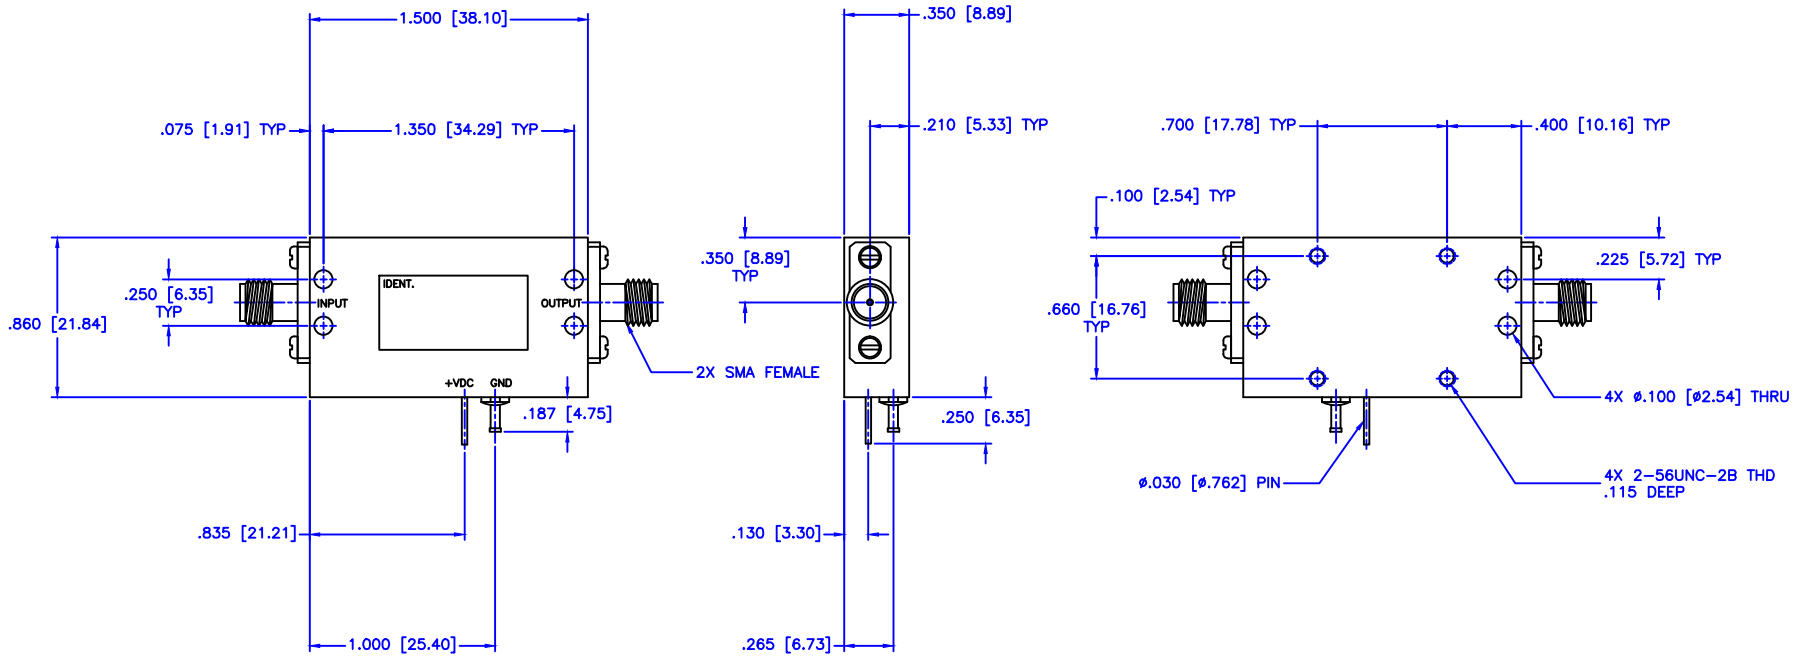 1.500 [38.10]
.350 [8.89]
.075 [1.91] TYP
1.350 [34.29] TYP
.210 [5.33] TYP
.700 [17.78] TYP
.400 [10.16] TYP
.100 [2.54] TYP
.350 [8.89]
TYP
.225 [5.72] TYP
.250 [6.35]
TYP
IDENT.
INPUT
OUTPUT
.860 [21.84]
.660 [16.76]
TYP
2X SMA FEMALE
+VDC
GND
.187 [4.75]
.250 [6.35]
4X ø.100 [ø2.54] THRU
ø.030 [ø.762] PIN
4X 2-56UNC-2B THD
.115 DEEP
.835 [21.21]
.130 [3.30]
1.000 [25.40]
.265 [6.73]